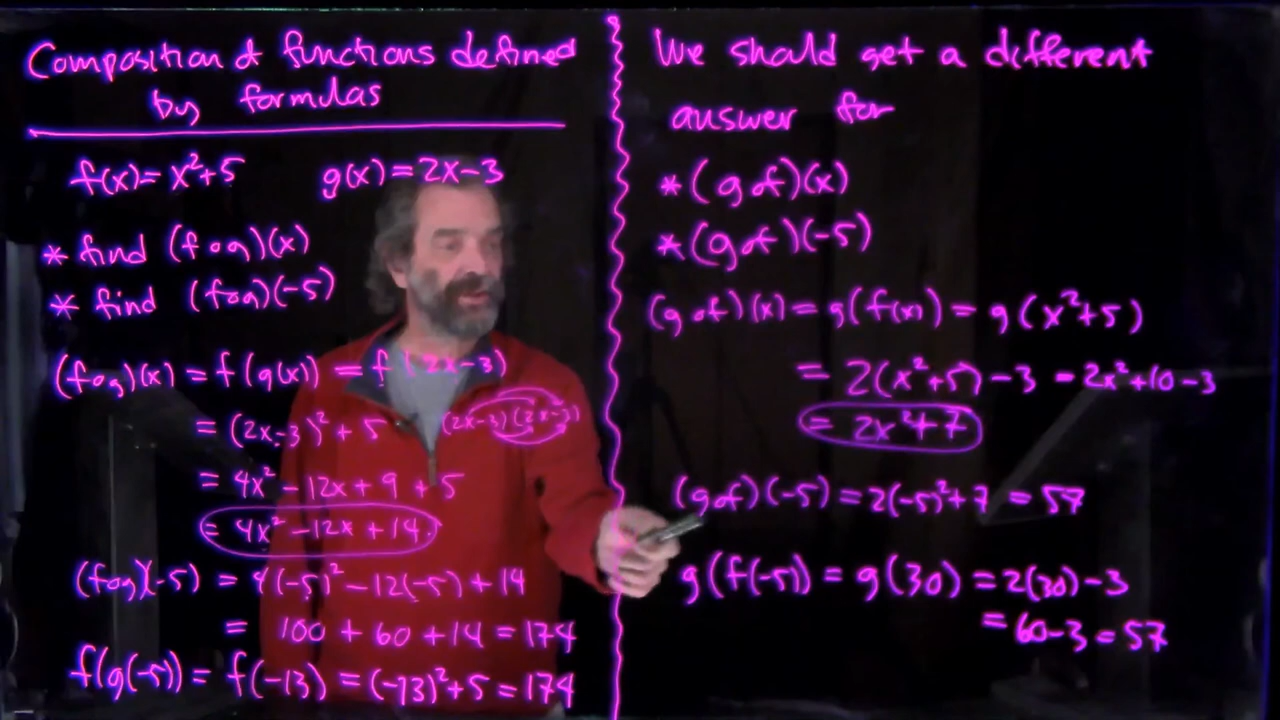 Composition of functions defined
by formulas
f(x)= x²+5 g(x)=2x-3
* find (f o g)(x)
* find (f o g)(-5)
(f o g)(x) = f(g(x)) = f(2x-3)
= (2x-3)² + 5 (2x-3)(2x-3)
= 4x² - 12x + 9 + 5
= 4x² - 12x + 14
(f o g)(-5) = 4(-5)² - 12(-5) + 14
= 100 + 60 + 14 = 174
f(g(-5)) = f(-13) = (-13)² + 5 = 174
We should get a different
answer for
* (g o f)(x)
* (g o f)(-5)
(g o f)(x) = g(f(x)) = g(x²+5)
= 2(x²+5) - 3 = 2x²+10-3
= 2x²+7
(g o f)(-5) = 2(-5)²+7 = 57
g(f(-5)) = g(30) = 2(30) - 3
= 60-3 = 57